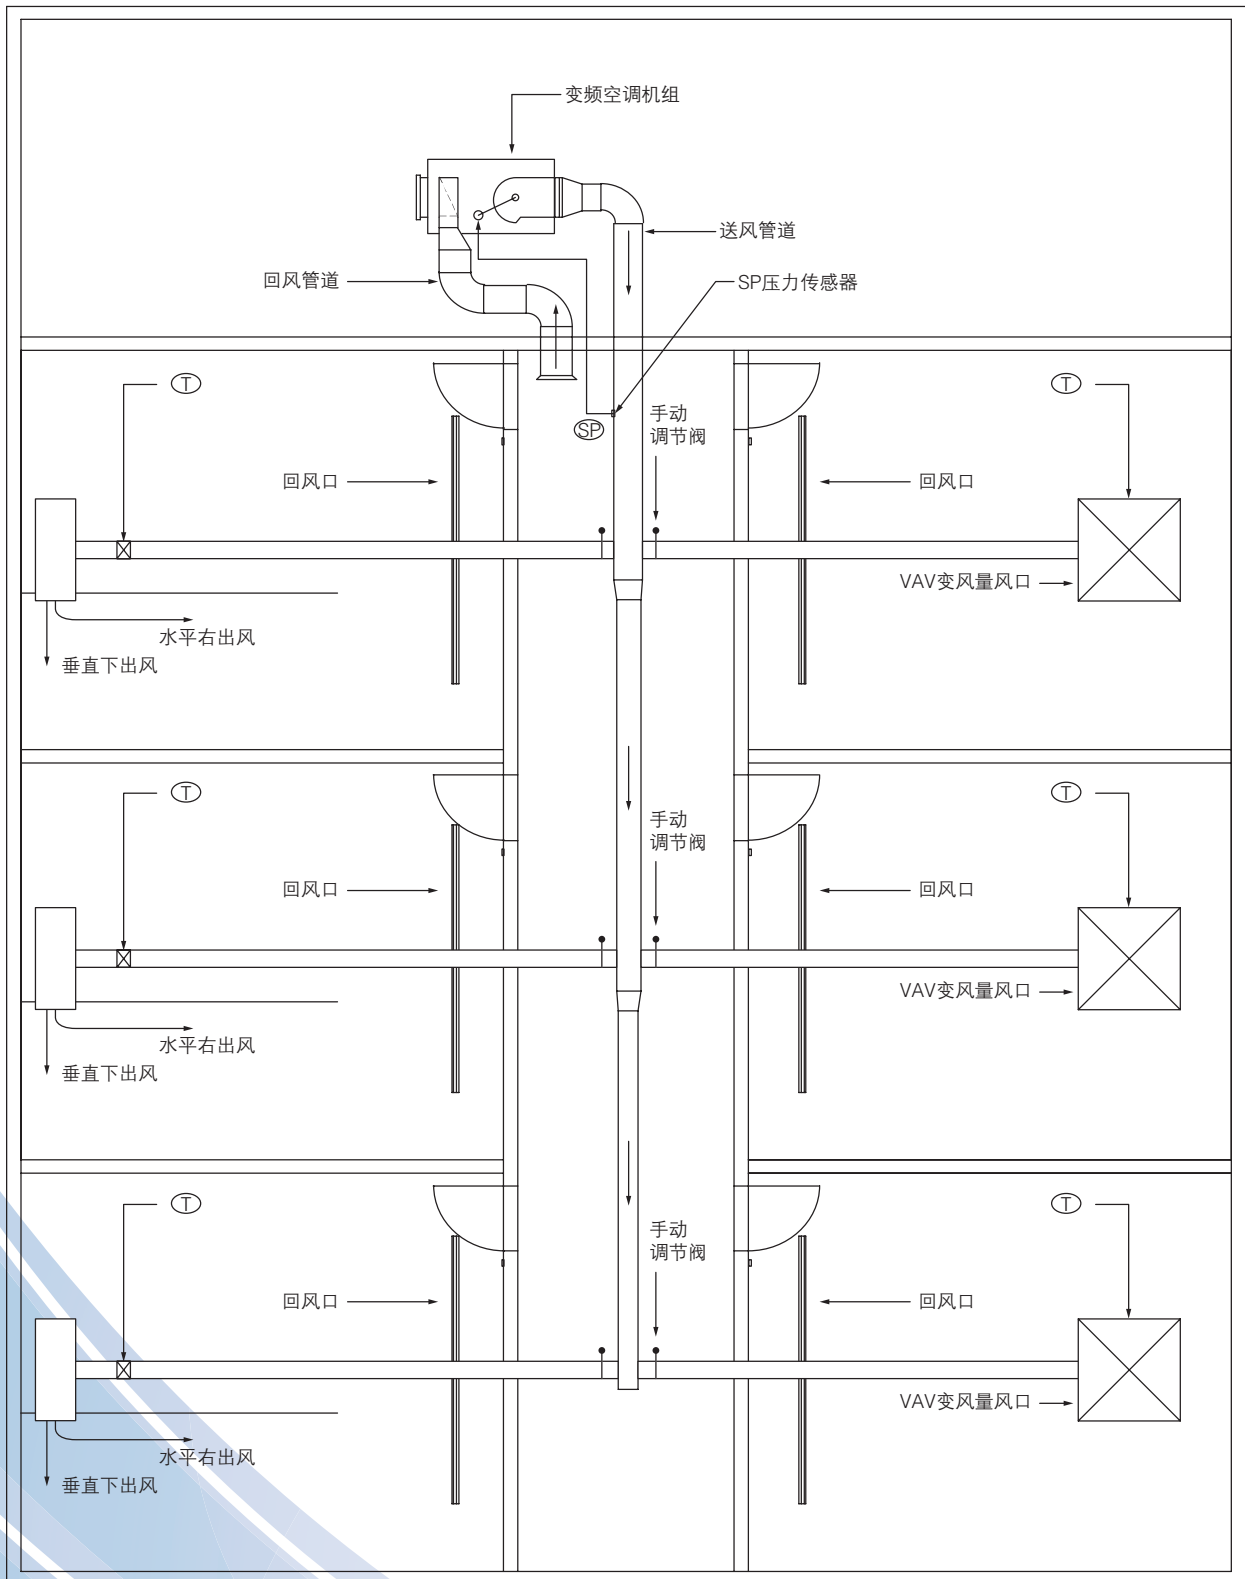 变频空调机组
送风管道
回风管道
SP压力传感器
T
T
手动
调节阀
SP
回风口
回风口
VAV变风量风口
水平右出风
垂直下出风
T
T
手动
调节阀
回风口
回风口
VAV变风量风口
水平右出风
垂直下出风
T
T
手动
调节阀
回风口
回风口
VAV变风量风口
水平右出风
垂直下出风